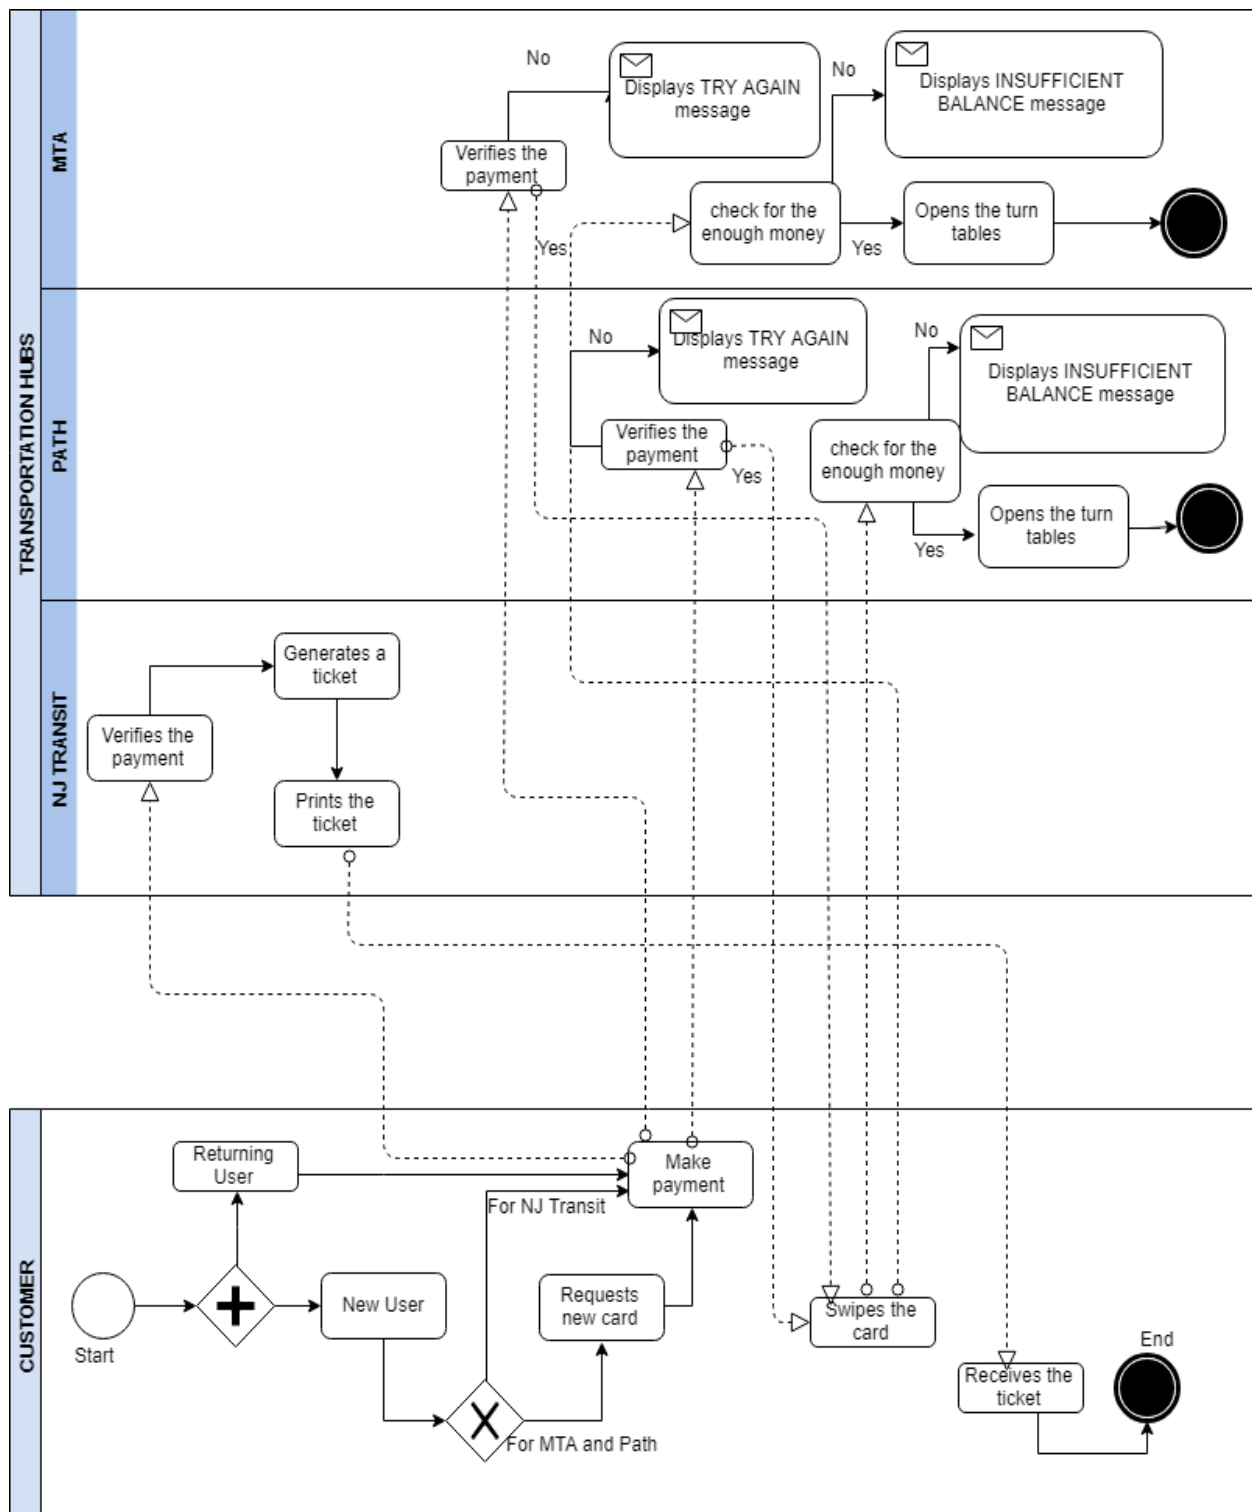 TRANSPORTATION HUBS
MTA
No
Displays TRY AGAIN
message
No
Displays INSUFFICIENT
BALANCE message
Verifies the
payment
Yes
check for the
enough money
Yes
Opens the turn
tables
PATH
No
Displays TRY AGAIN
message
No
Displays INSUFFICIENT
BALANCE message
Verifies the
payment
Yes
check for the
enough money
Yes
Opens the turn
tables
NJ TRANSIT
Generates a
ticket
Verifies the
payment
Prints the
ticket
CUSTOMER
Returning
User
Make
payment
For NJ Transit
Start
New User
Requests
new card
For MTA and Path
Swipes the
card
Receives the
ticket
End